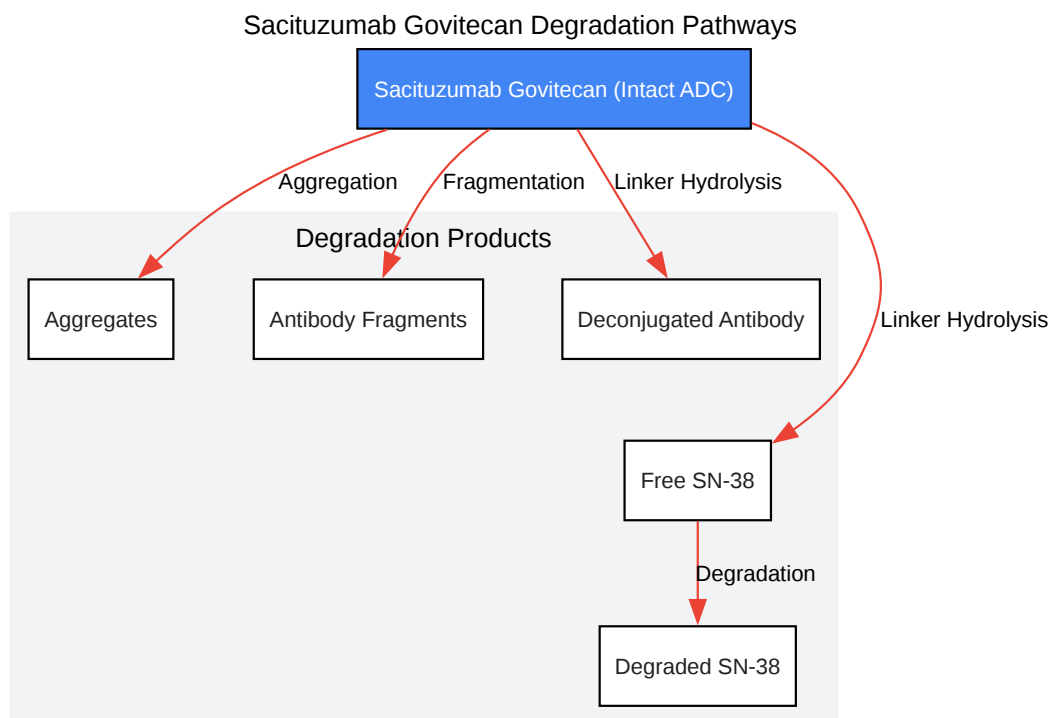 Sacituzumab Govitecan Degradation Pathways
Sacituzumab Govitecan (Intact ADC)
Aggregation
Fragmentation
Linker Hydrolysis
Degradation Products
Aggregates
Antibody Fragments
Deconjugated Antibody
Linker Hydrolysis
Free SN-38
Degradation
Degraded SN-38